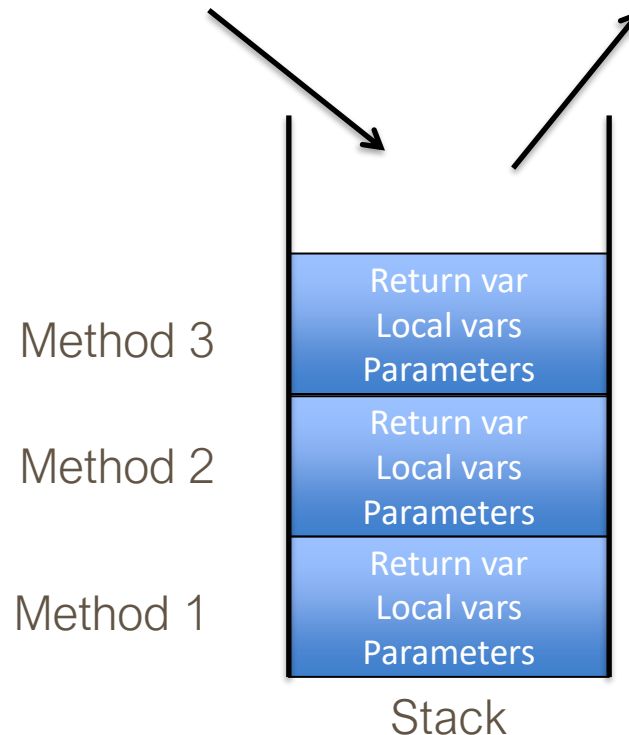 Method 3
Return var
Local vars
Parameters
Method 2
Return var
Local vars
Parameters
Method 1
Return var
Local vars
Parameters
Stack